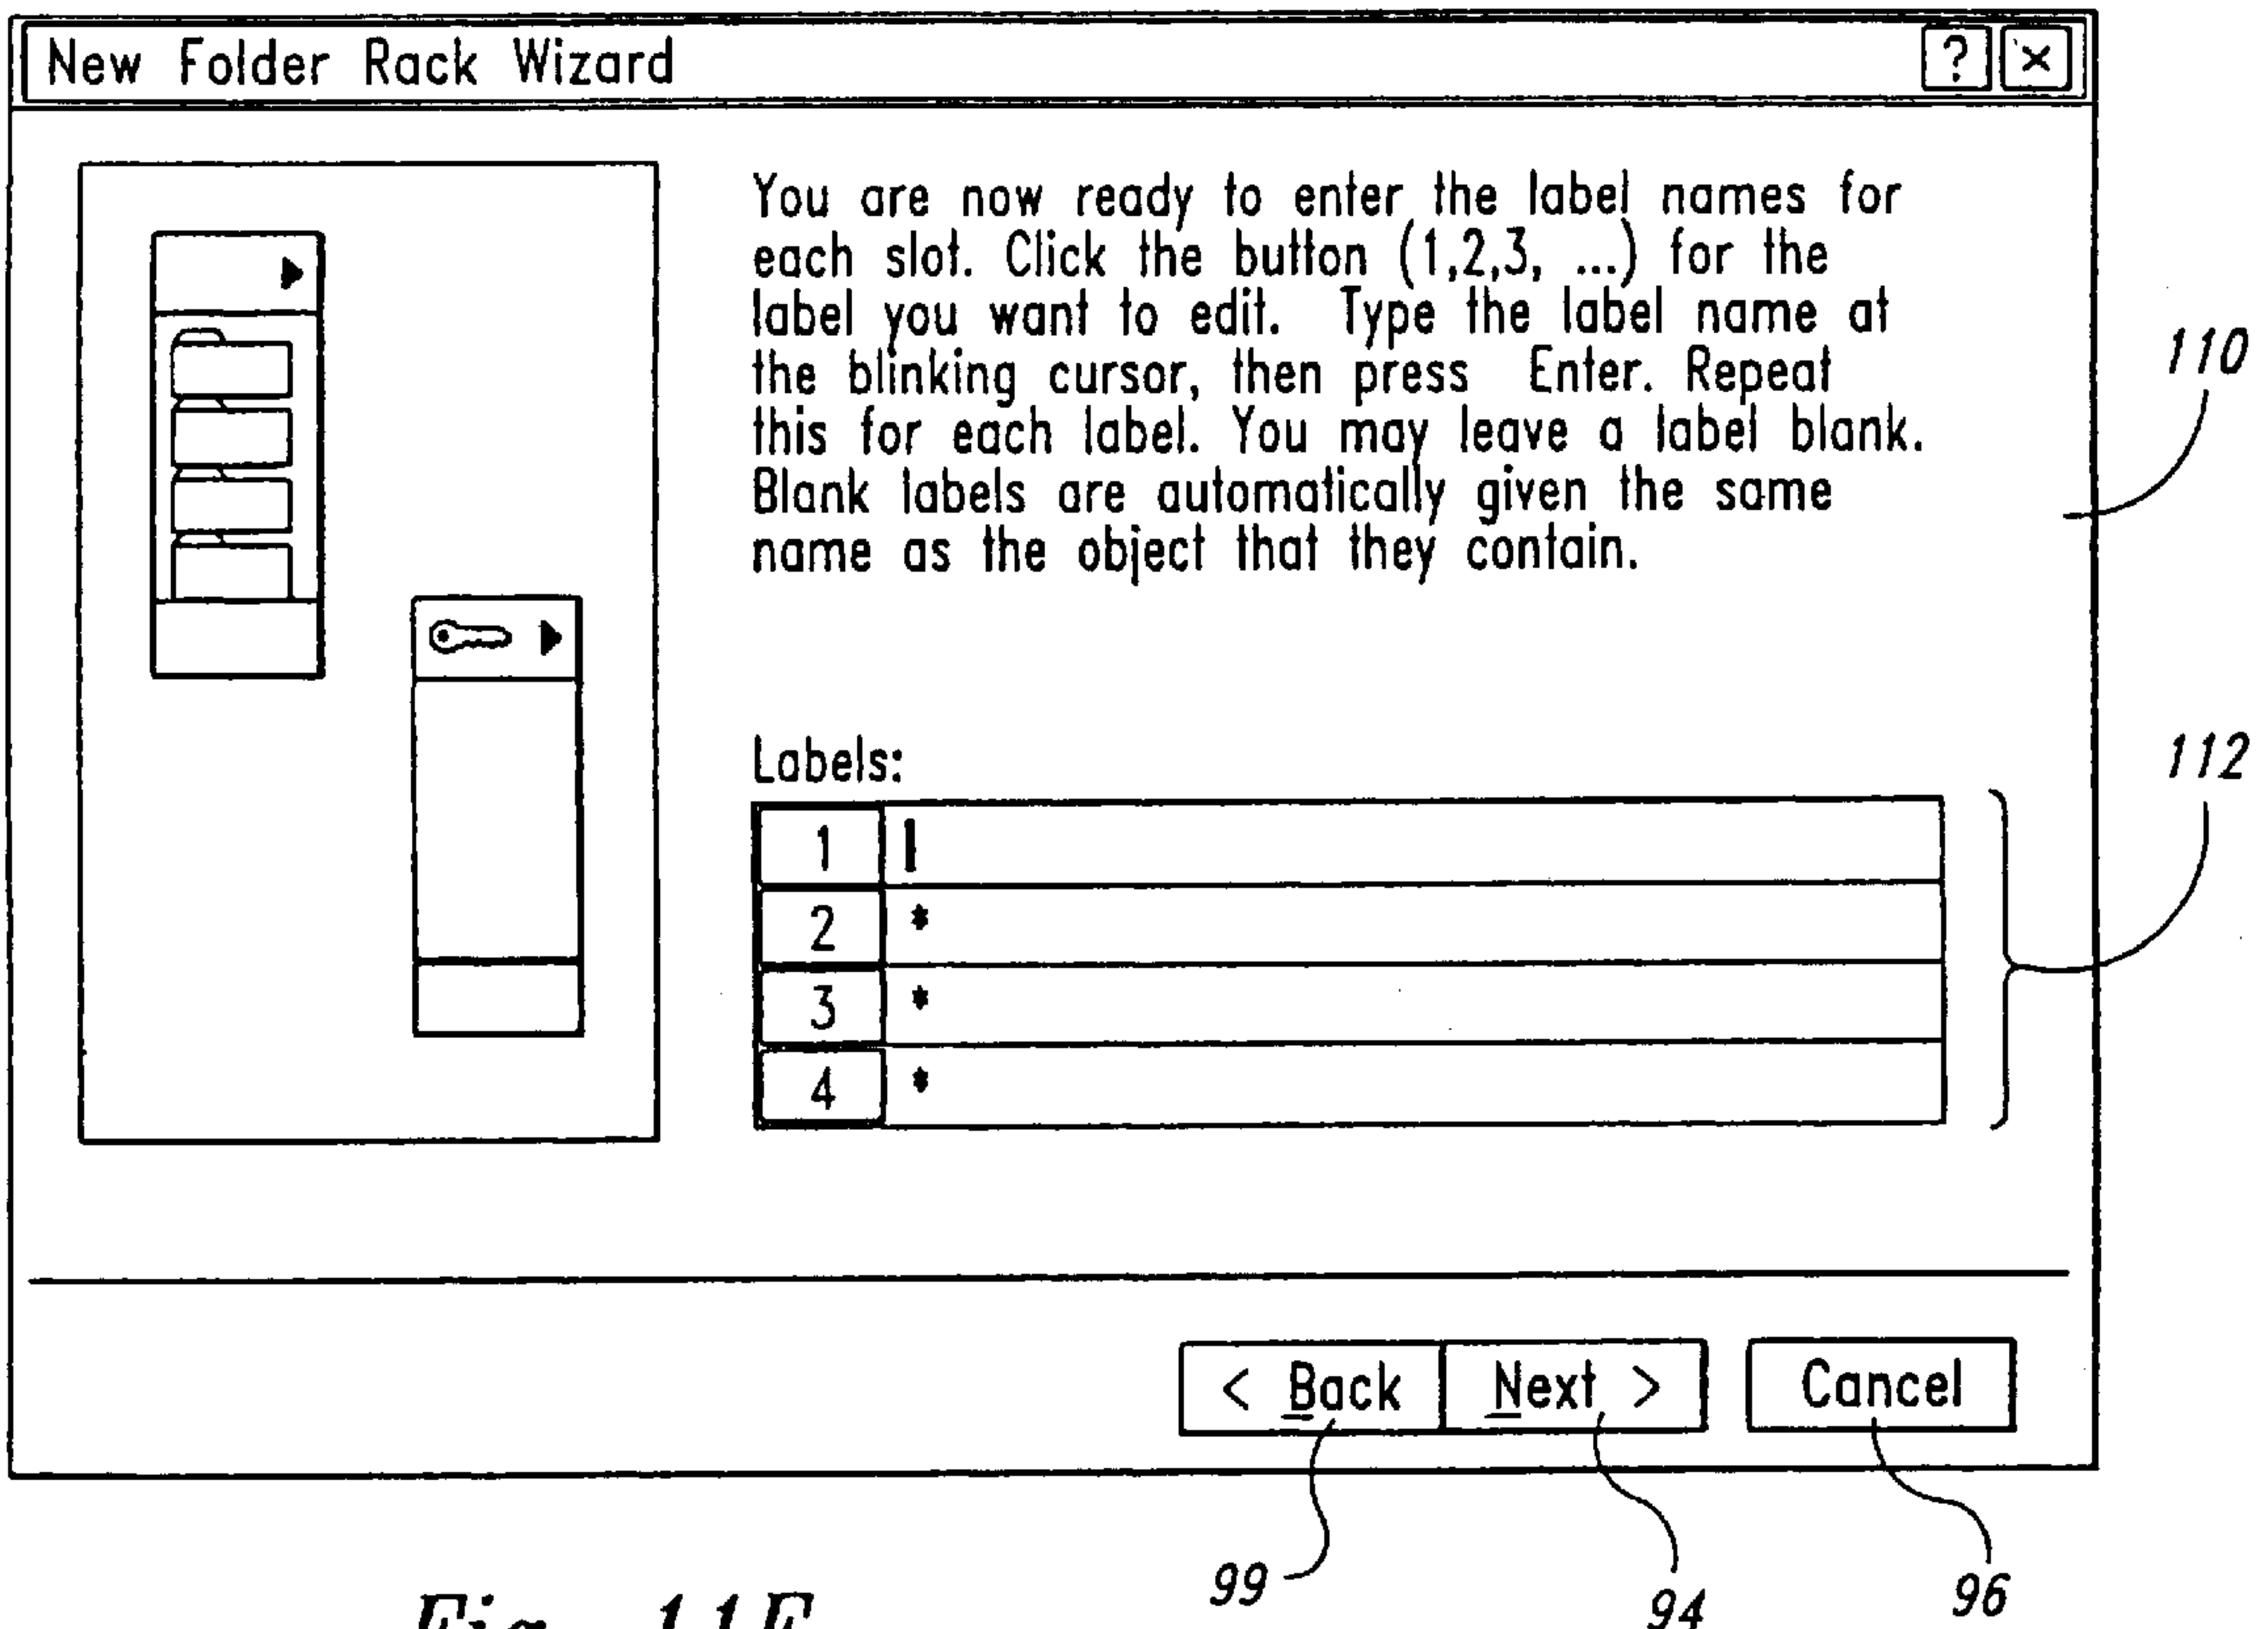 New Folder Rack Wizard ? ×
You are now ready to enter the label names for
each slot. Click the button (1,2,3, ...) for the
label you want to edit. Type the label name at
the blinking cursor, then press Enter. Repeat
this for each label. You may leave a label blank.
Blank labels are automatically given the same
name as the object that they contain.
110
Labels:
112
1
2 *
3 *
4 *
< Back Next > Cancel
99 94 96
Fig. 11